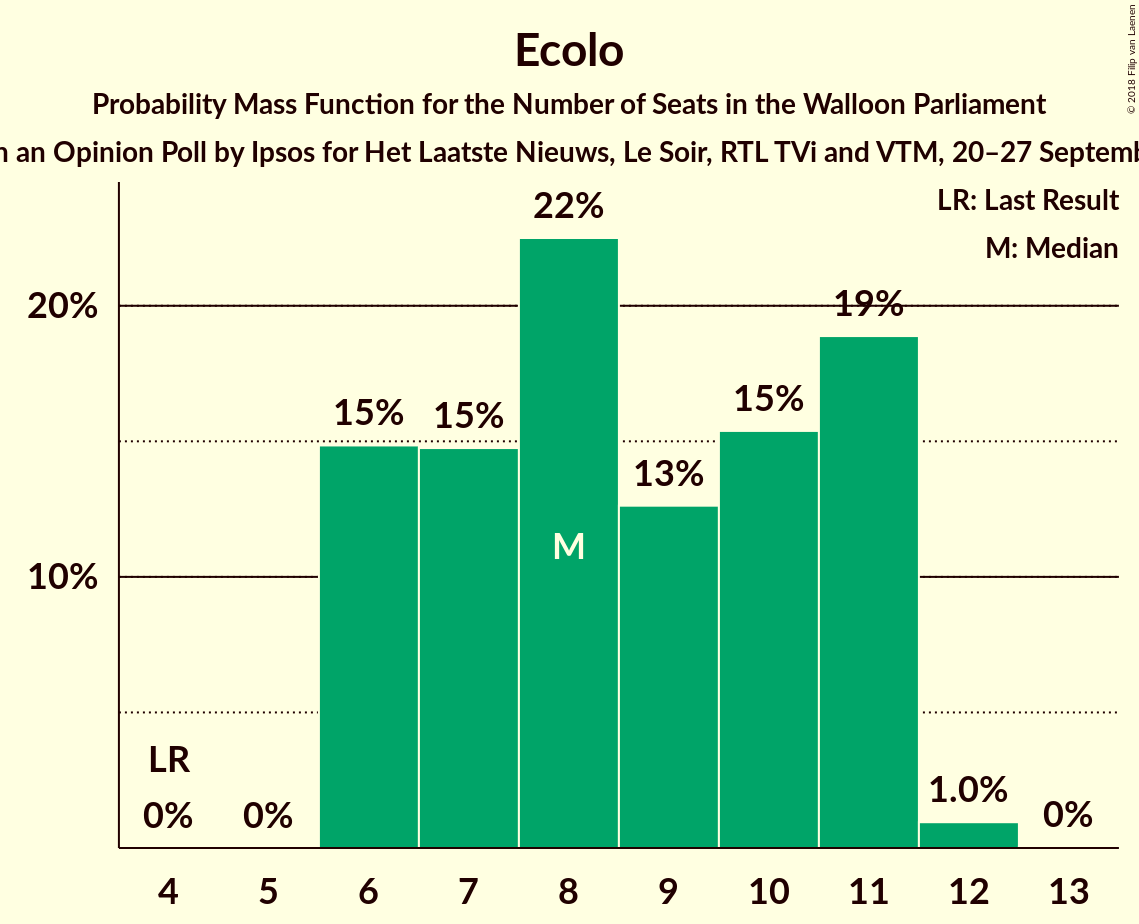 Ecolo
Probability Mass Function for the Number of Seats in the Walloon Parliament
an Opinion Poll by Ipsos for Het Laatste Nieuws, Le Soir, RTL TVi and VTM, 20–27
© 2018 Filip van Laenen
LR: Last Result
M: Median
22%
20%
19%
15%
15%
15%
13%
M
10%
LR
0%
0%
1.0%
0%
4 5 6 7 8 9 10 11 12 13